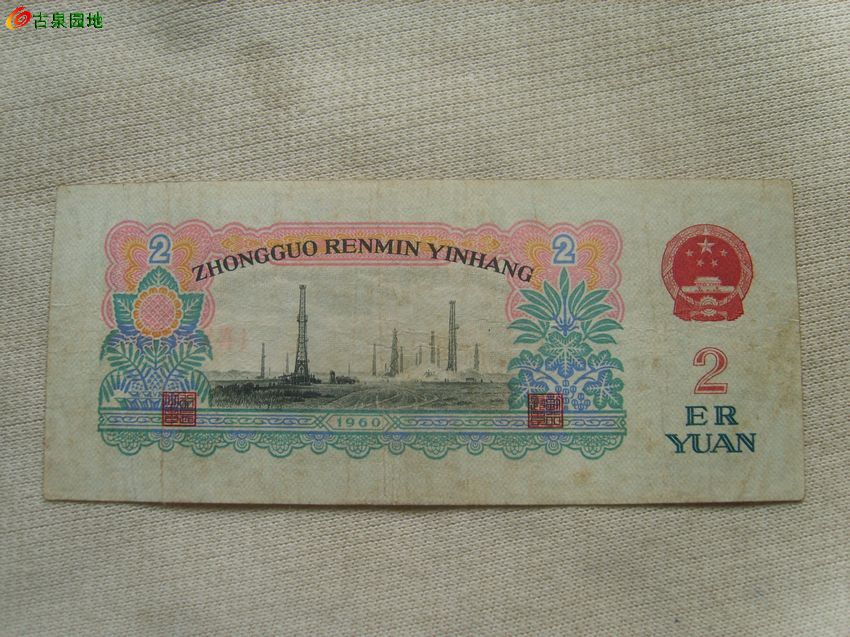 古泉园地
2
2
ZHONGGUO RENMIN YINHANG
1960
2
ER
YUAN